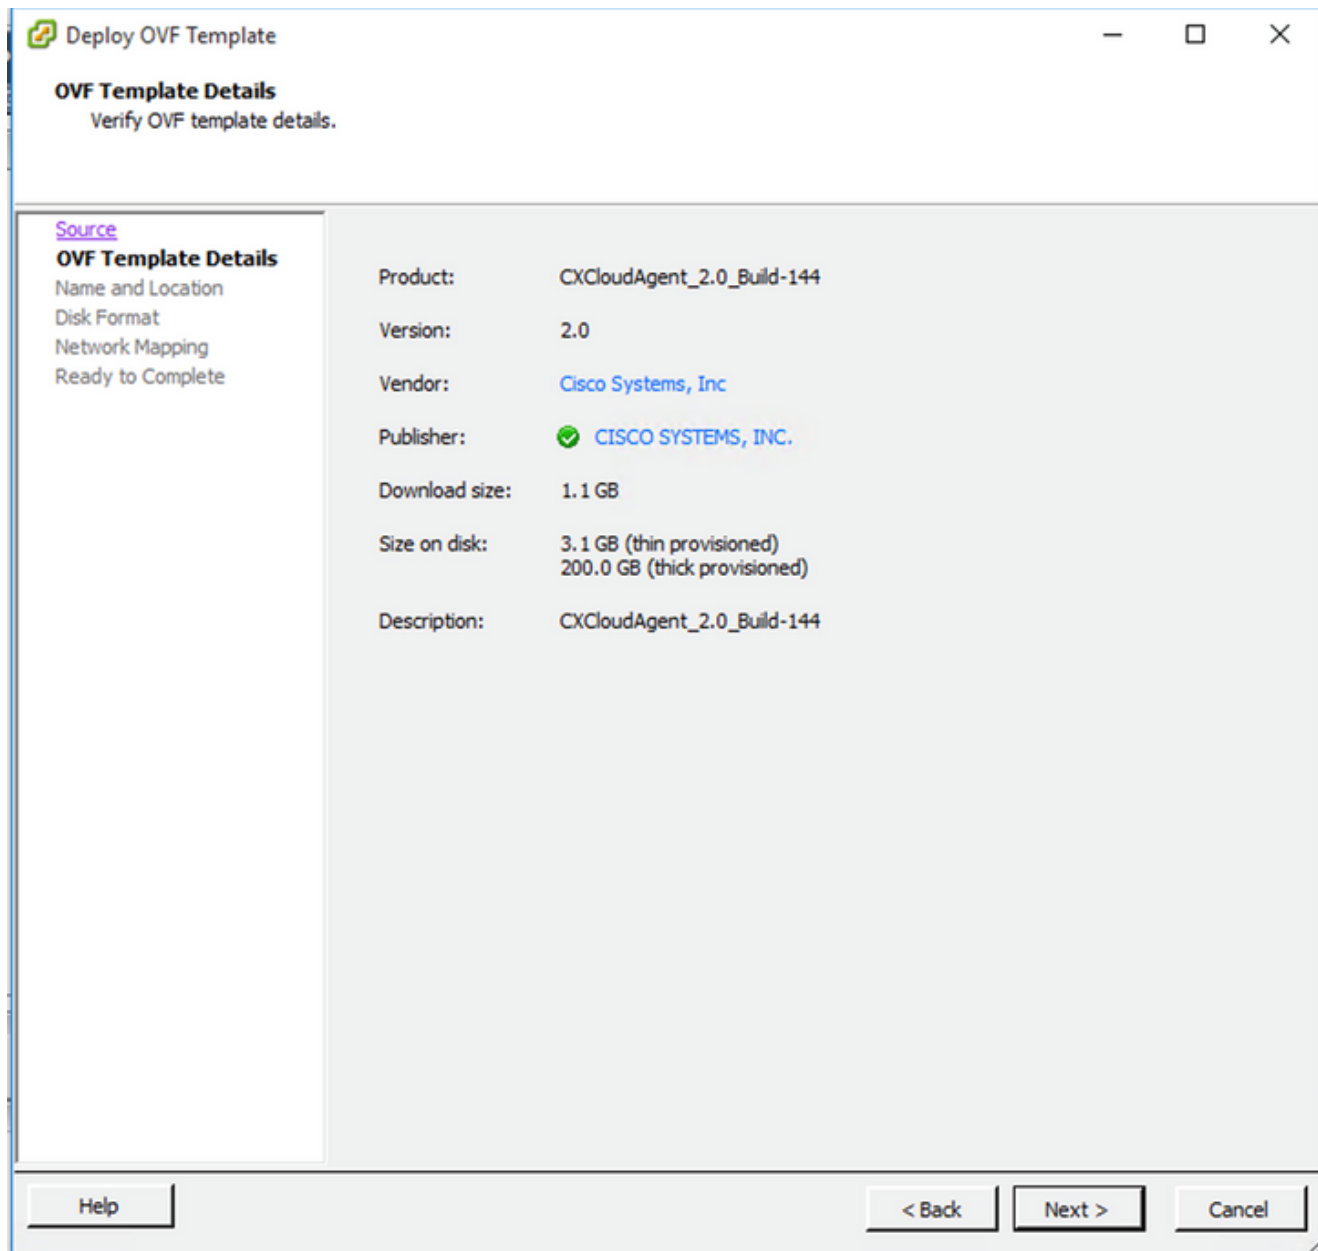 Deploy OVF Template
OVF Template Details
Verify OVF template details.
Source
OVF Template Details
Name and Location
Disk Format
Network Mapping
Ready to Complete
Product: CXCloudAgent_2.0_Build-144
Version: 2.0
Vendor: Cisco Systems, Inc
Publisher: CISCO SYSTEMS, INC.
Download size: 1.1 GB
Size on disk: 3.1 GB (thin provisioned)
200.0 GB (thick provisioned)
Description: CXCloudAgent_2.0_Build-144
Help < Back Next > Cancel